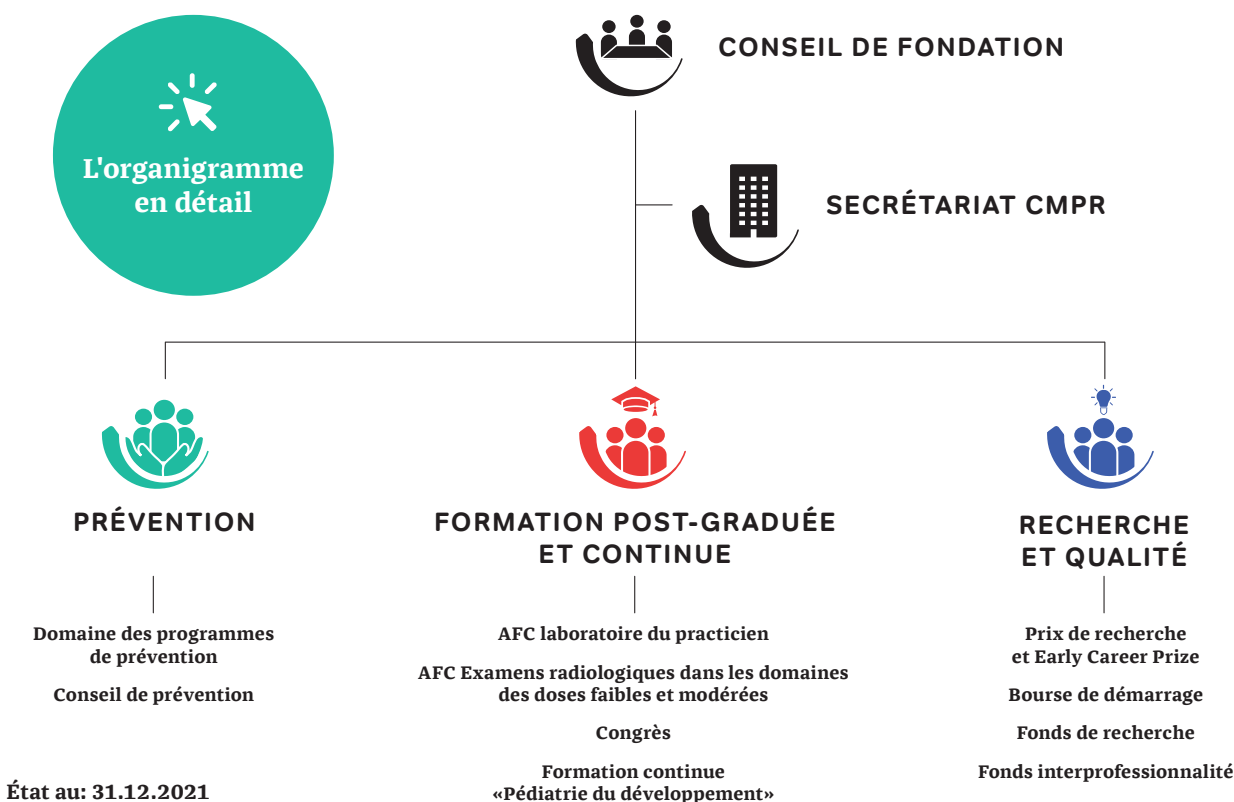 L'organigramme
en détail
CONSEIL DE FONDATION
SECRÉTARIAT CMPR
PRÉVENTION
Domaine des programmes
de prévention
Conseil de prévention
FORMATION POST-GRADUÉE
ET CONTINUE
AFC laboratoire du practicien
AFC Examens radiologiques dans les domaines
des doses faibles et modérées
Congrès
Formation continue
«Pédiatrie du développement»
RECHERCHE
ET QUALITÉ
Prix de recherche
et Early Career Prize
Bourse de démarrage
Fonds de recherche
Fonds interprofessionnalité
État au: 31.12.2021